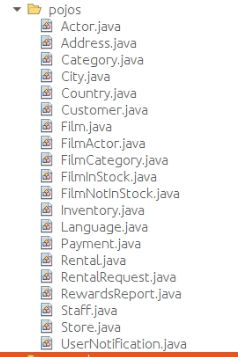 pojos
Actor.java
Address.java
Category.java
City.java
Country.java
Customer.java
Film.java
FilmActor.java
FilmCategory.java
FilmInStock.java
FilmNotInStock.java
Inventory.java
Language.java
Payment.java
Rental.java
RentalRequest.java
RewardsReport.java
Staff.java
Store.java
UserNotification.java